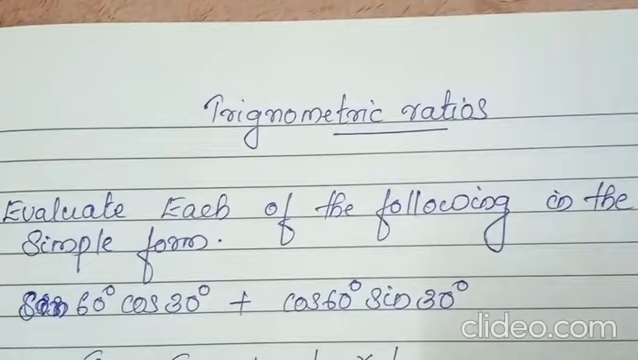 Trignometric ratios
Evaluate Each of the following in the
Simple form.
Sin 60° cos 30° + cos 60° Sin 30°
clideo.com